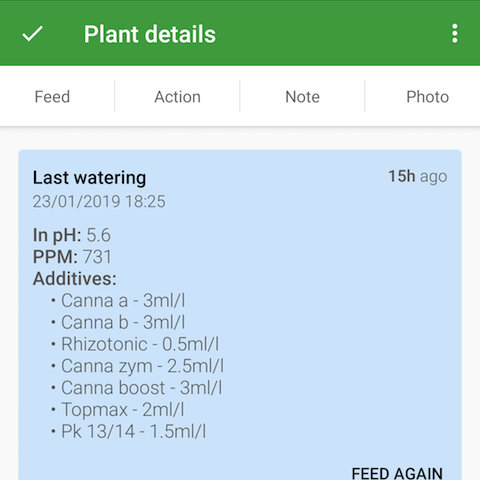 Plant details
Feed Action Note Photo
Last watering 15h ago
23/01/2019 18:25
In pH: 5.6
PPM: 731
Additives:
• Canna a - 3ml/l
• Canna b - 3ml/l
• Rhizotonic - 0.5ml/l
• Canna zym - 2.5ml/l
• Canna boost - 3ml/l
• Topmax - 2ml/l
• Pk 13/14 - 1.5ml/l
FEED AGAIN